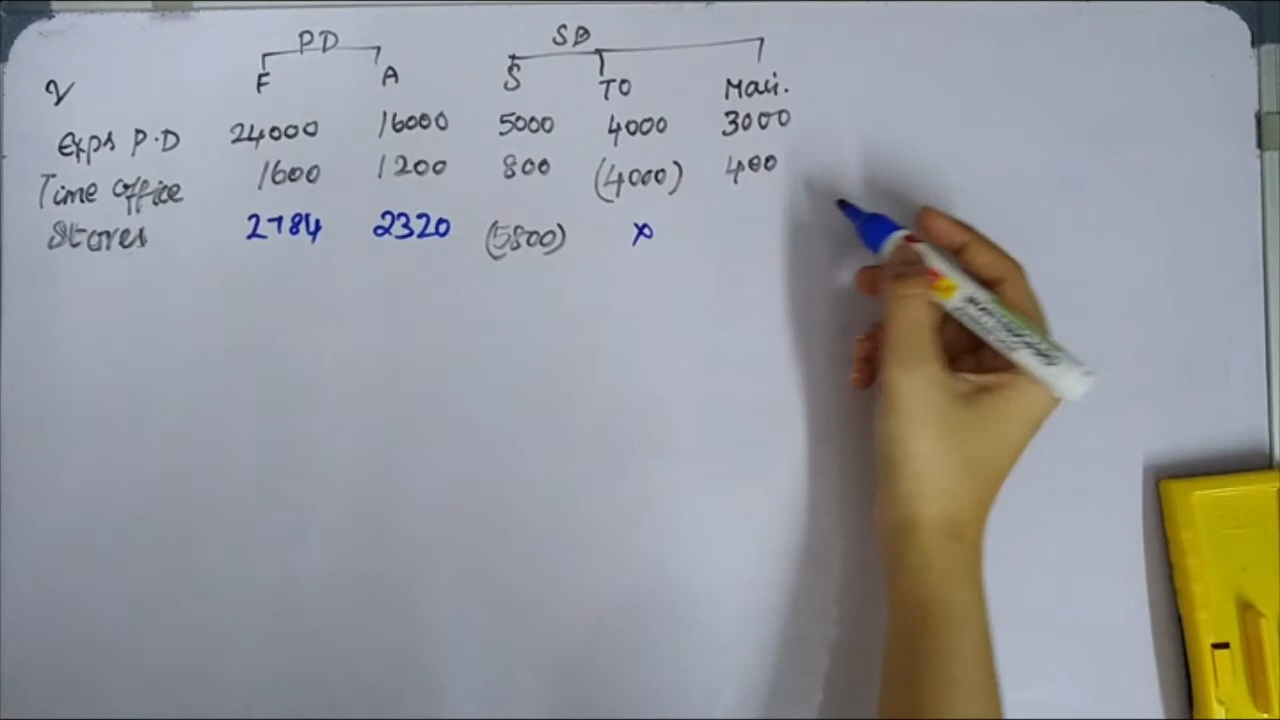 PD SD
Q F A S TO Mai.
Exps P.D 24000 16000 5000 4000 3000
Time office 1600 1200 800 (4000) 400
Stores 2784 2320 (5800) x